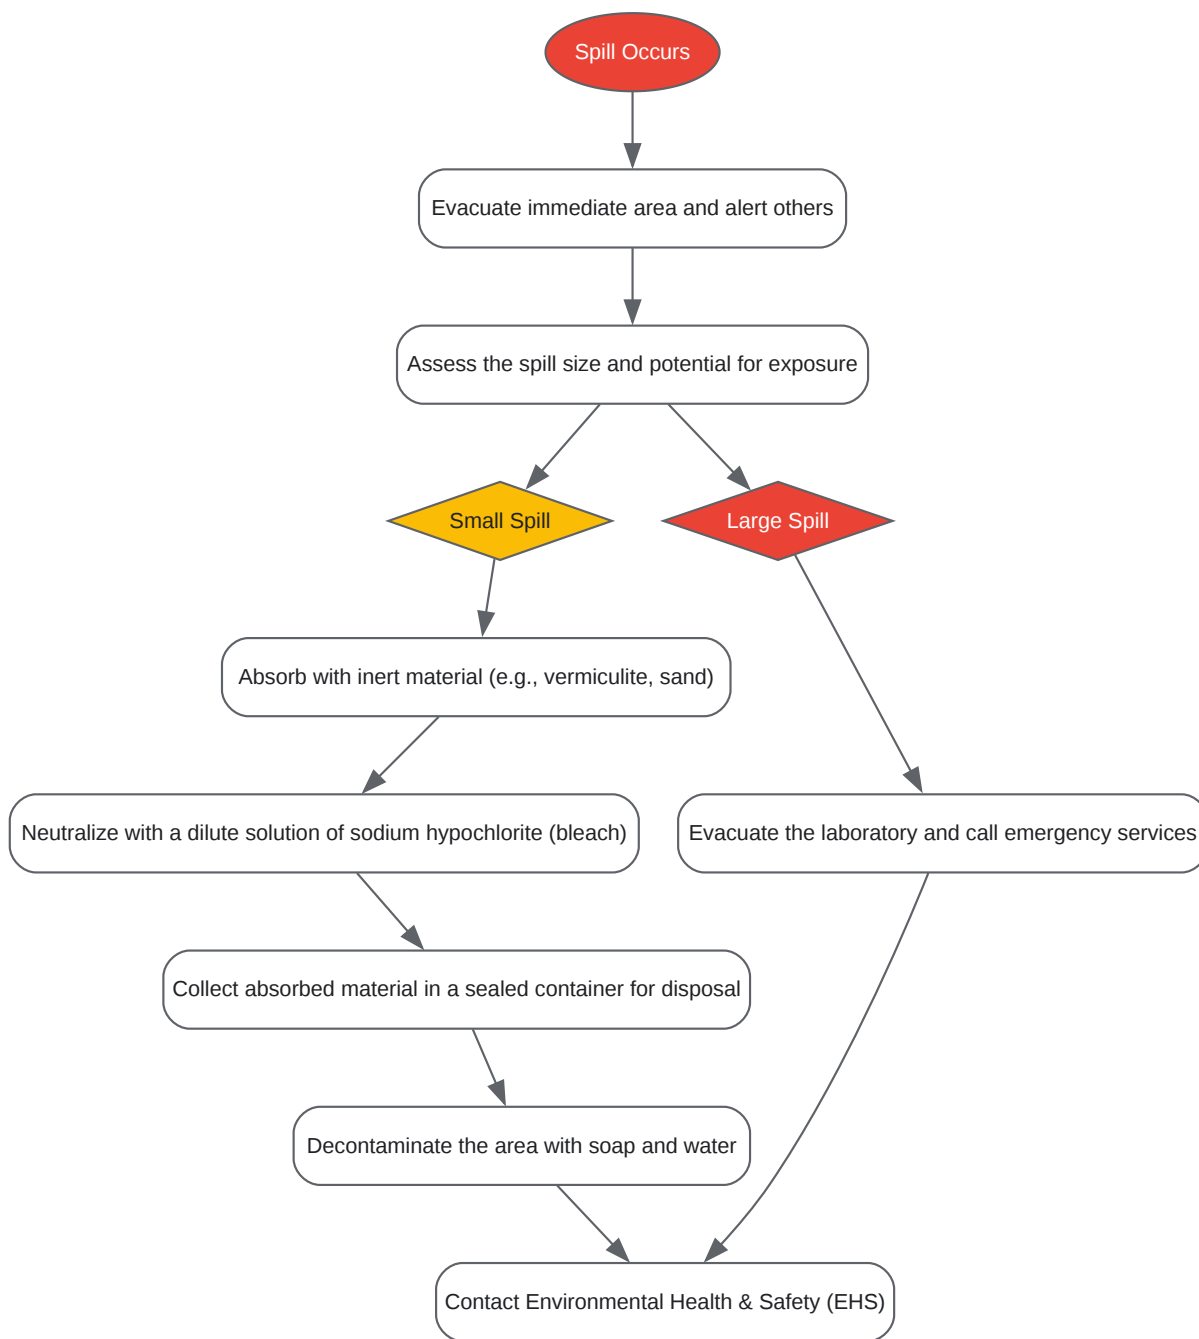 Spill Occurs
Evacuate immediate area and alert others
Assess the spill size and potential for exposure
Small Spill
Large Spill
Absorb with inert material (e.g., vermiculite, sand)
Neutralize with a dilute solution of sodium hypochlorite (bleach)
Evacuate the laboratory and call emergency services
Collect absorbed material in a sealed container for disposal
Decontaminate the area with soap and water
Contact Environmental Health & Safety (EHS)